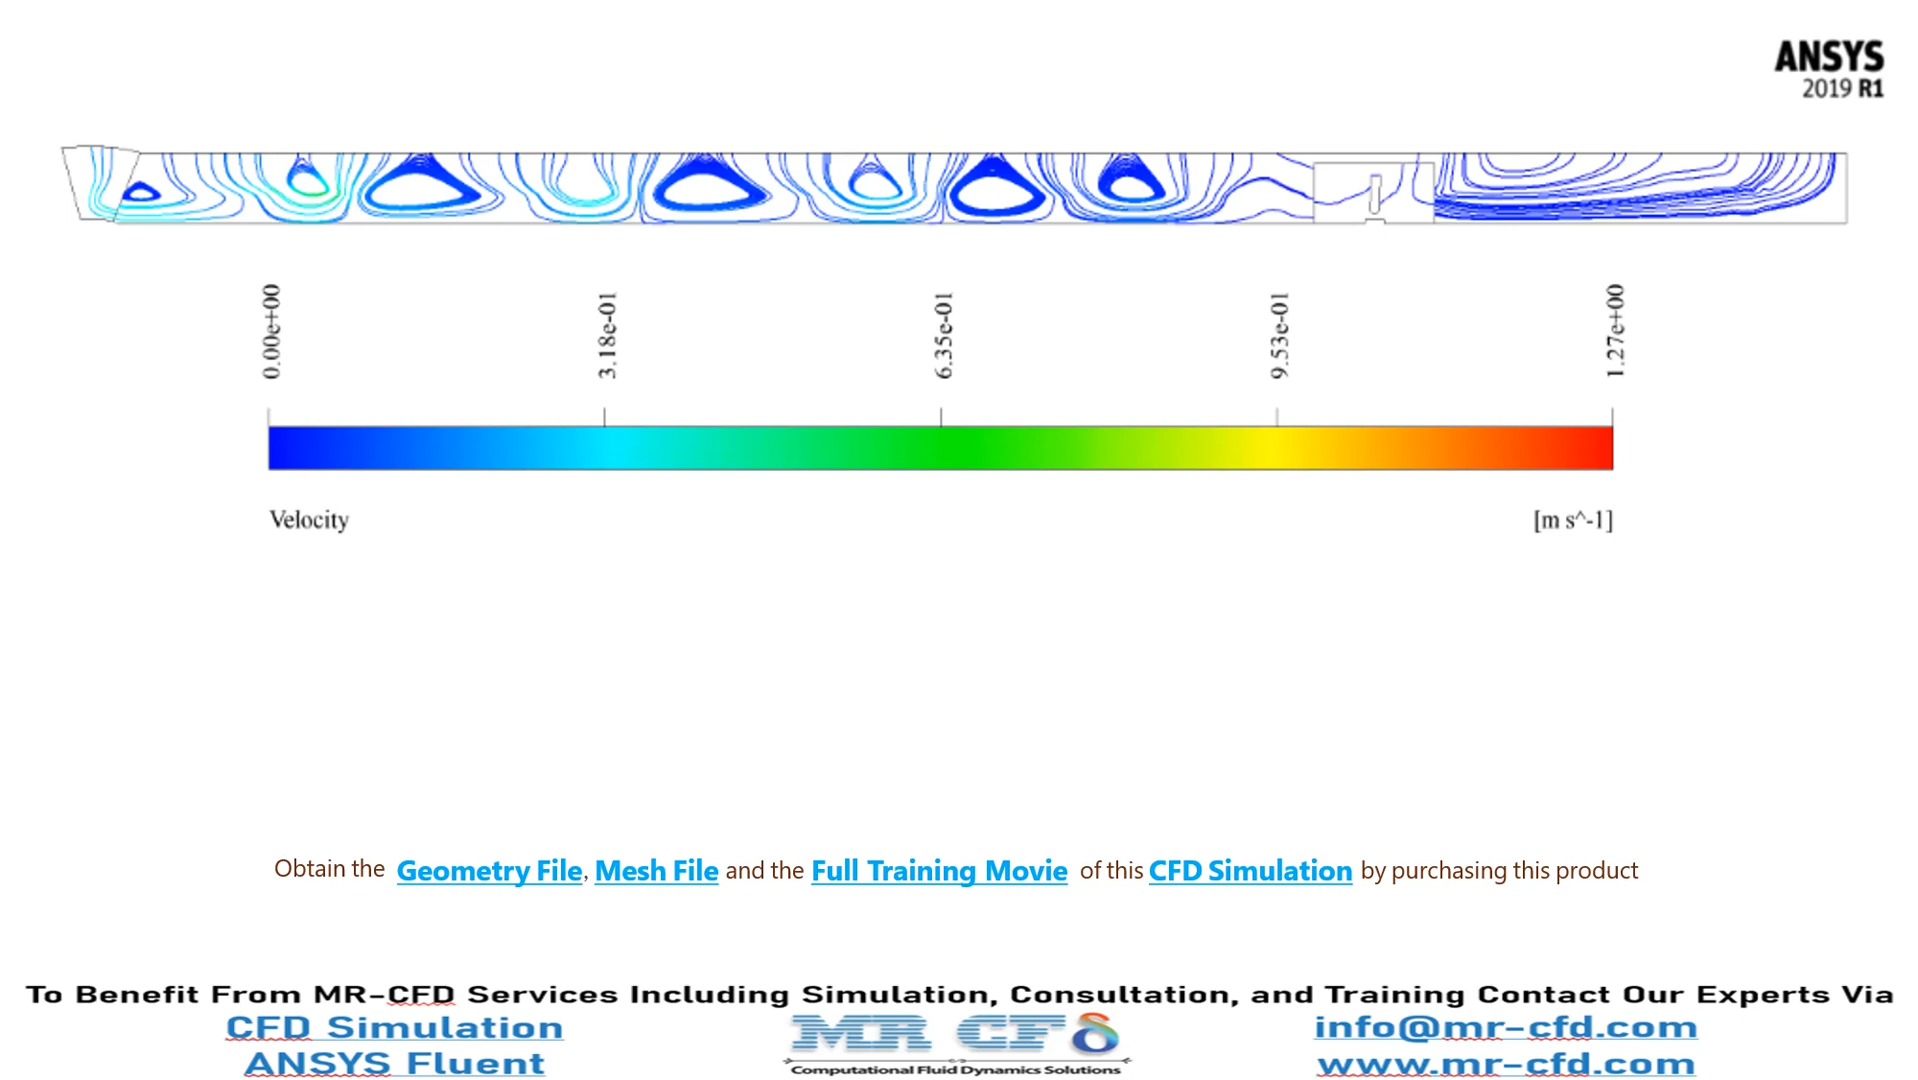 ANSYS
2019 R1
0.00e+00
3.18e-01
6.35e-01
9.53e-01
1.27e+00
Velocity
[m s^-1]
Obtain the Geometry File, Mesh File and the Full Training Movie of this CFD Simulation by purchasing this product
To Benefit From MR-CFD Services Including Simulation, Consultation, and Training Contact Our Experts Via
CFD Simulation
ANSYS Fluent
MR CFδ
Computational Fluid Dynamics Solutions
info@mr-cfd.com
www.mr-cfd.com